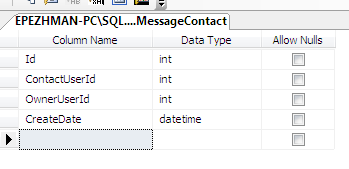 EPEZHMAN-PC\SQL....MessageContact
Column Name Data Type Allow Nulls
Id int
ContactUserId int
OwnerUserId int
CreateDate datetime